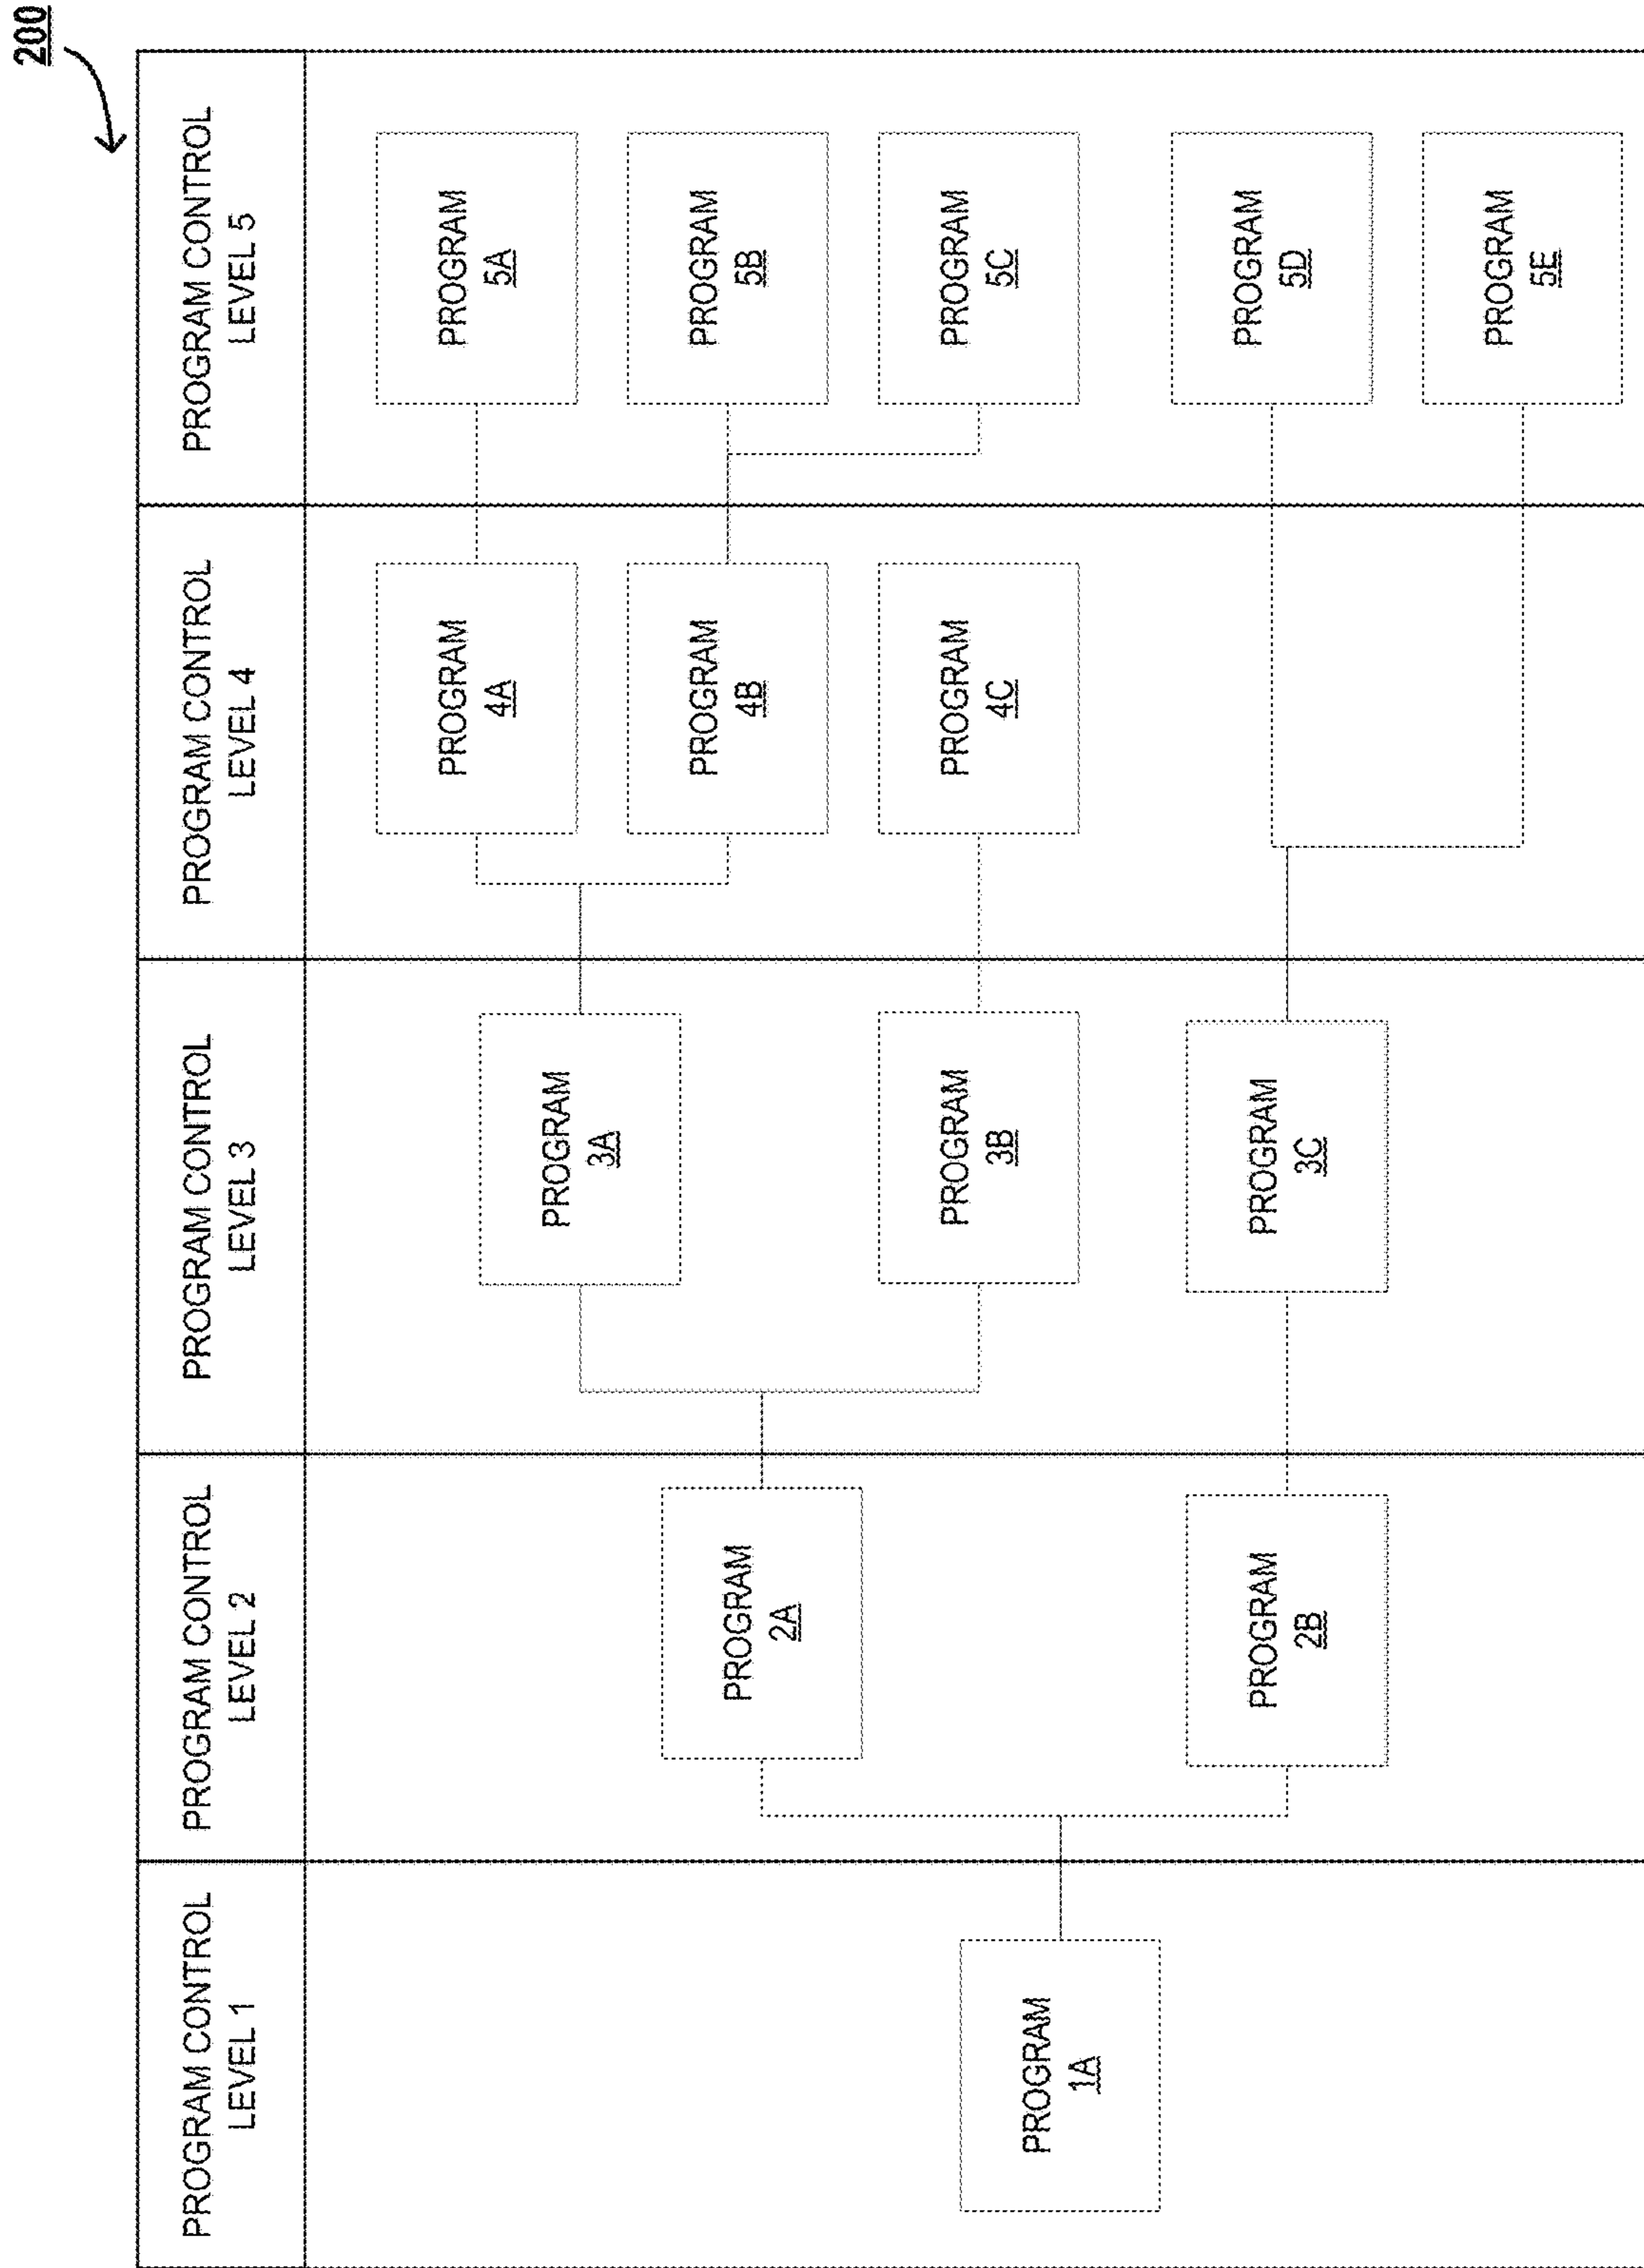 200
PROGRAM CONTROL
LEVEL 1
PROGRAM CONTROL
LEVEL 2
PROGRAM CONTROL
LEVEL 3
PROGRAM CONTROL
LEVEL 4
PROGRAM CONTROL
LEVEL 5
PROGRAM
1A
PROGRAM
2A
PROGRAM
2B
PROGRAM
3A
PROGRAM
3B
PROGRAM
3C
PROGRAM
4A
PROGRAM
4B
PROGRAM
4C
PROGRAM
5A
PROGRAM
5B
PROGRAM
5C
PROGRAM
5D
PROGRAM
5E